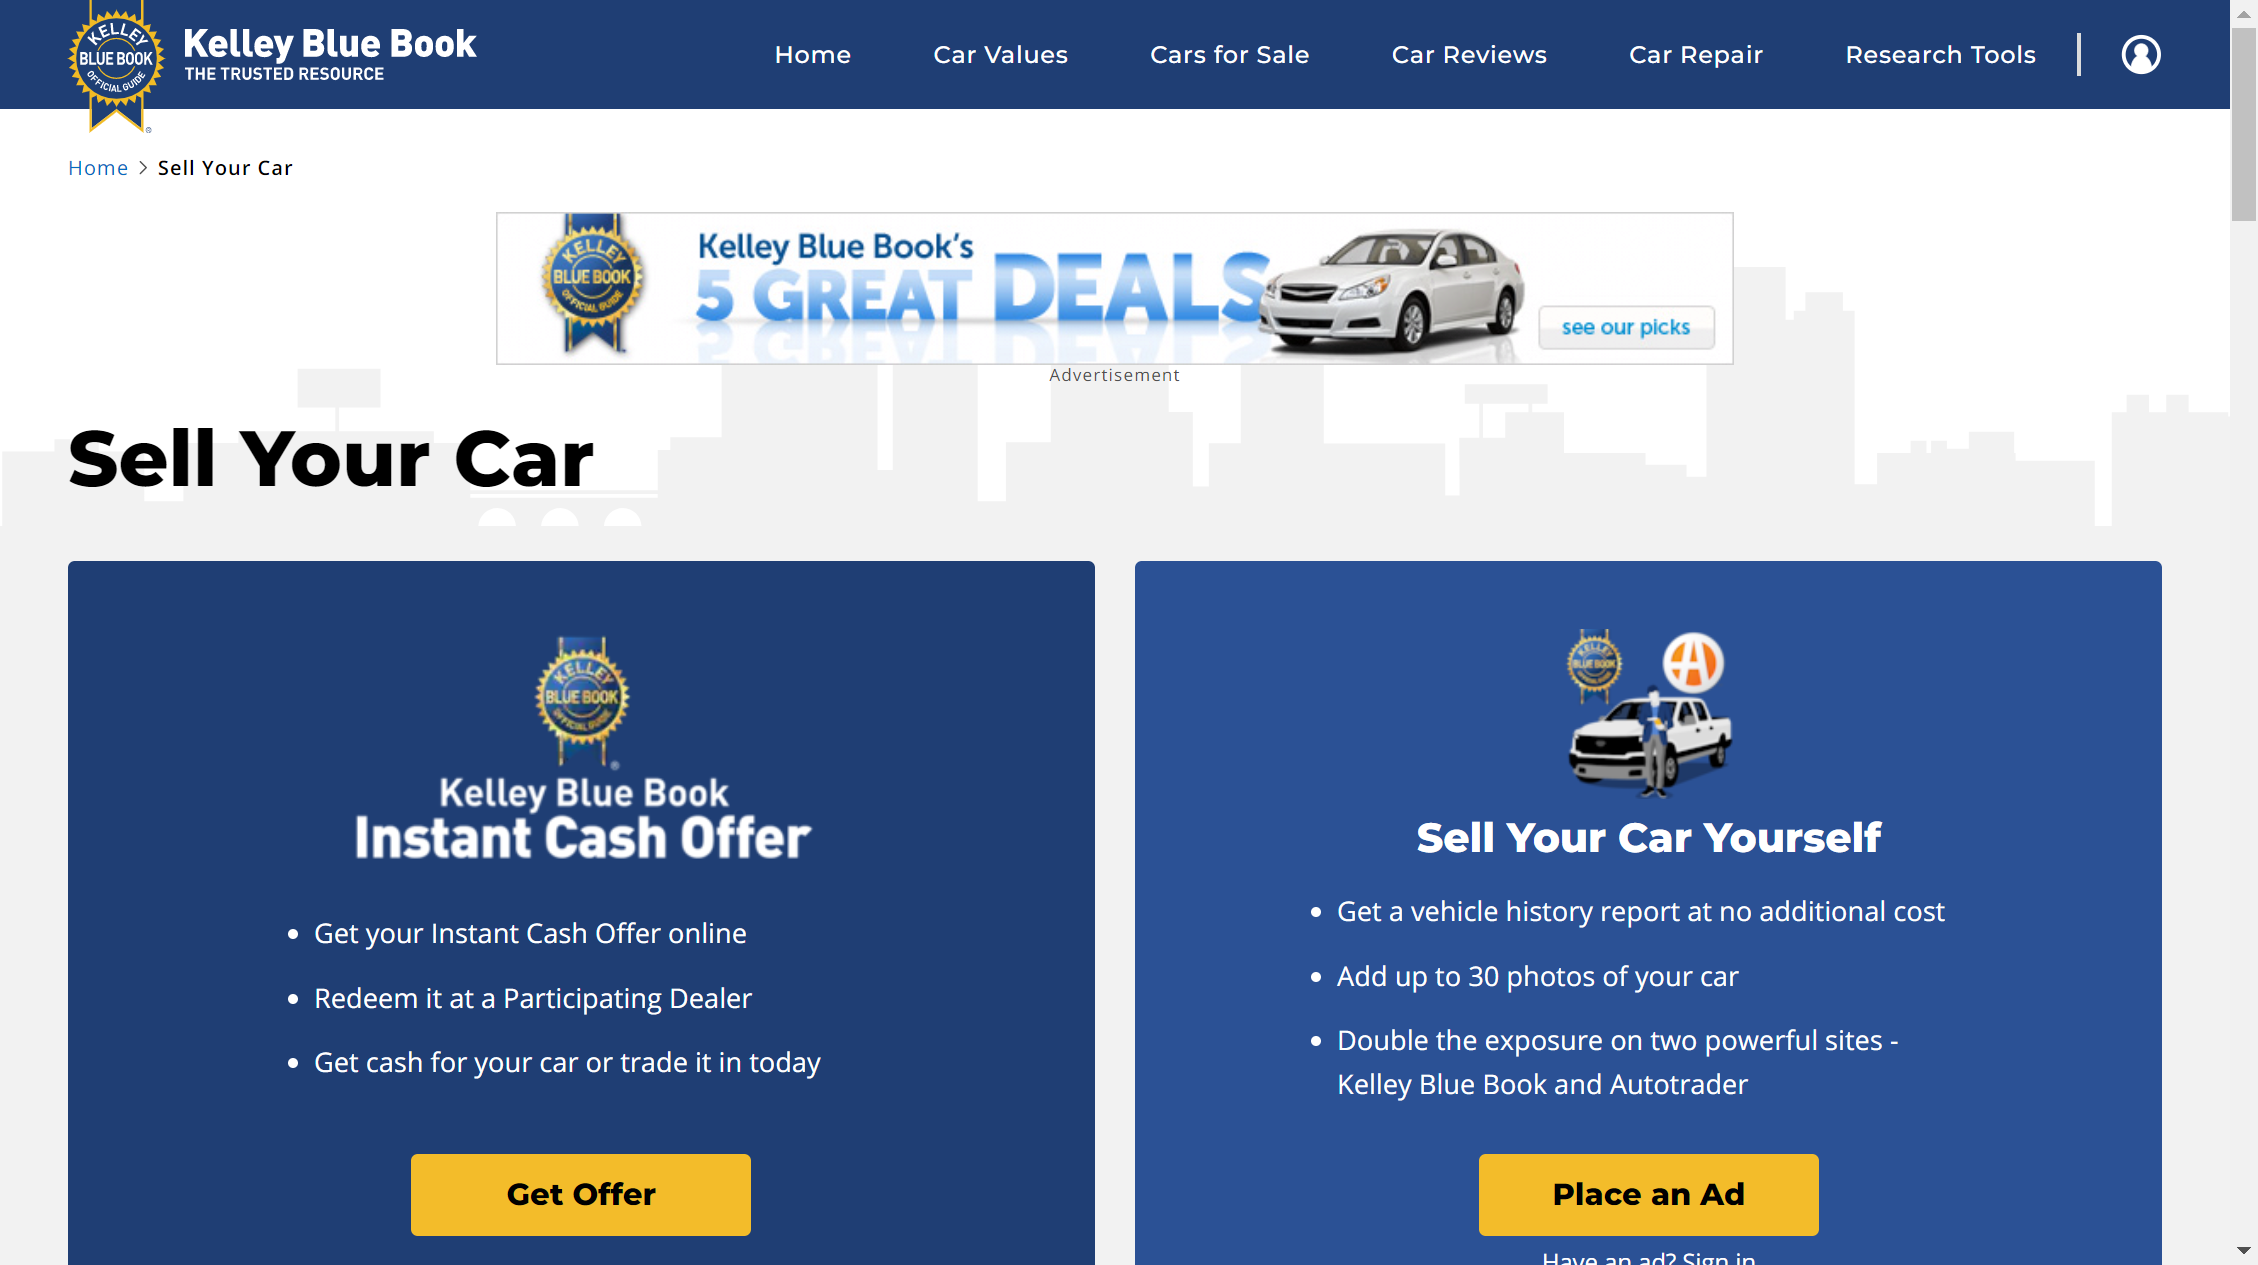 KELLEY
BLUE BOOK
OFFICIAL GUIDE
Kelley Blue Book
THE TRUSTED RESOURCE
Home
Car Values
Cars for Sale
Car Reviews
Car Repair
Research Tools
Home > Sell Your Car
KELLEY
BLUE BOOK
OFFICIAL GUIDE
Kelley Blue Book's
5 GREAT DEALS
see our picks
Advertisement
Sell Your Car
KELLEY
BLUE BOOK
OFFICIAL GUIDE
Kelley Blue Book
Instant Cash Offer
• Get your Instant Cash Offer online
• Redeem it at a Participating Dealer
• Get cash for your car or trade it in today
Get Offer
KELLEY
BLUE BOOK
Sell Your Car Yourself
• Get a vehicle history report at no additional cost
• Add up to 30 photos of your car
• Double the exposure on two powerful sites -
Kelley Blue Book and Autotrader
Place an Ad
Have an ad? Sign in